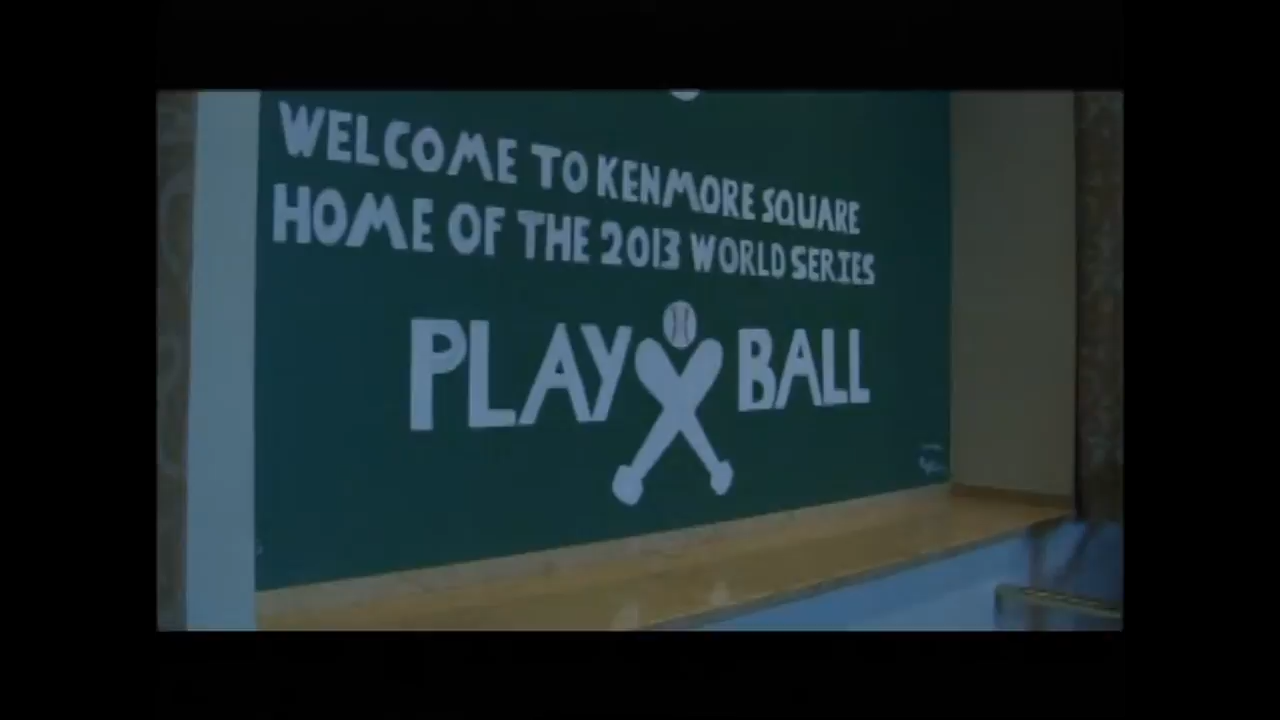 WELCOME TO KENMORE SQUARE
HOME OF THE 2013 WORLD SERIES
PLAY BALL